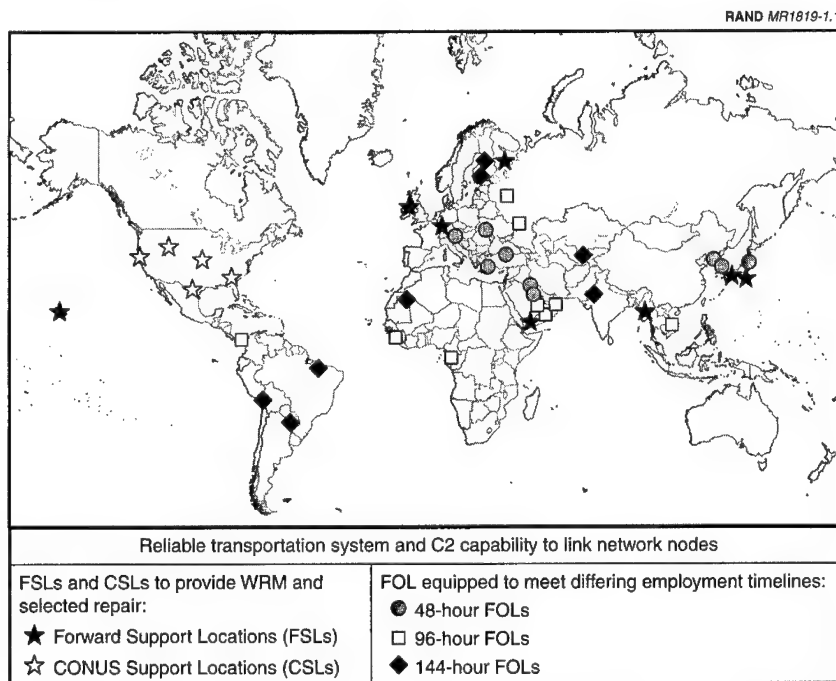 RAND MR1819-1.1
Reliable transportation system and C2 capability to link network nodes
FSLs and CSLs to provide WRM and
selected repair:
Forward Support Locations (FSLs)
CONUS Support Locations (CSLs)
FOL equipped to meet differing employment timelines:
48-hour FOLs
96-hour FOLs
144-hour FOLs